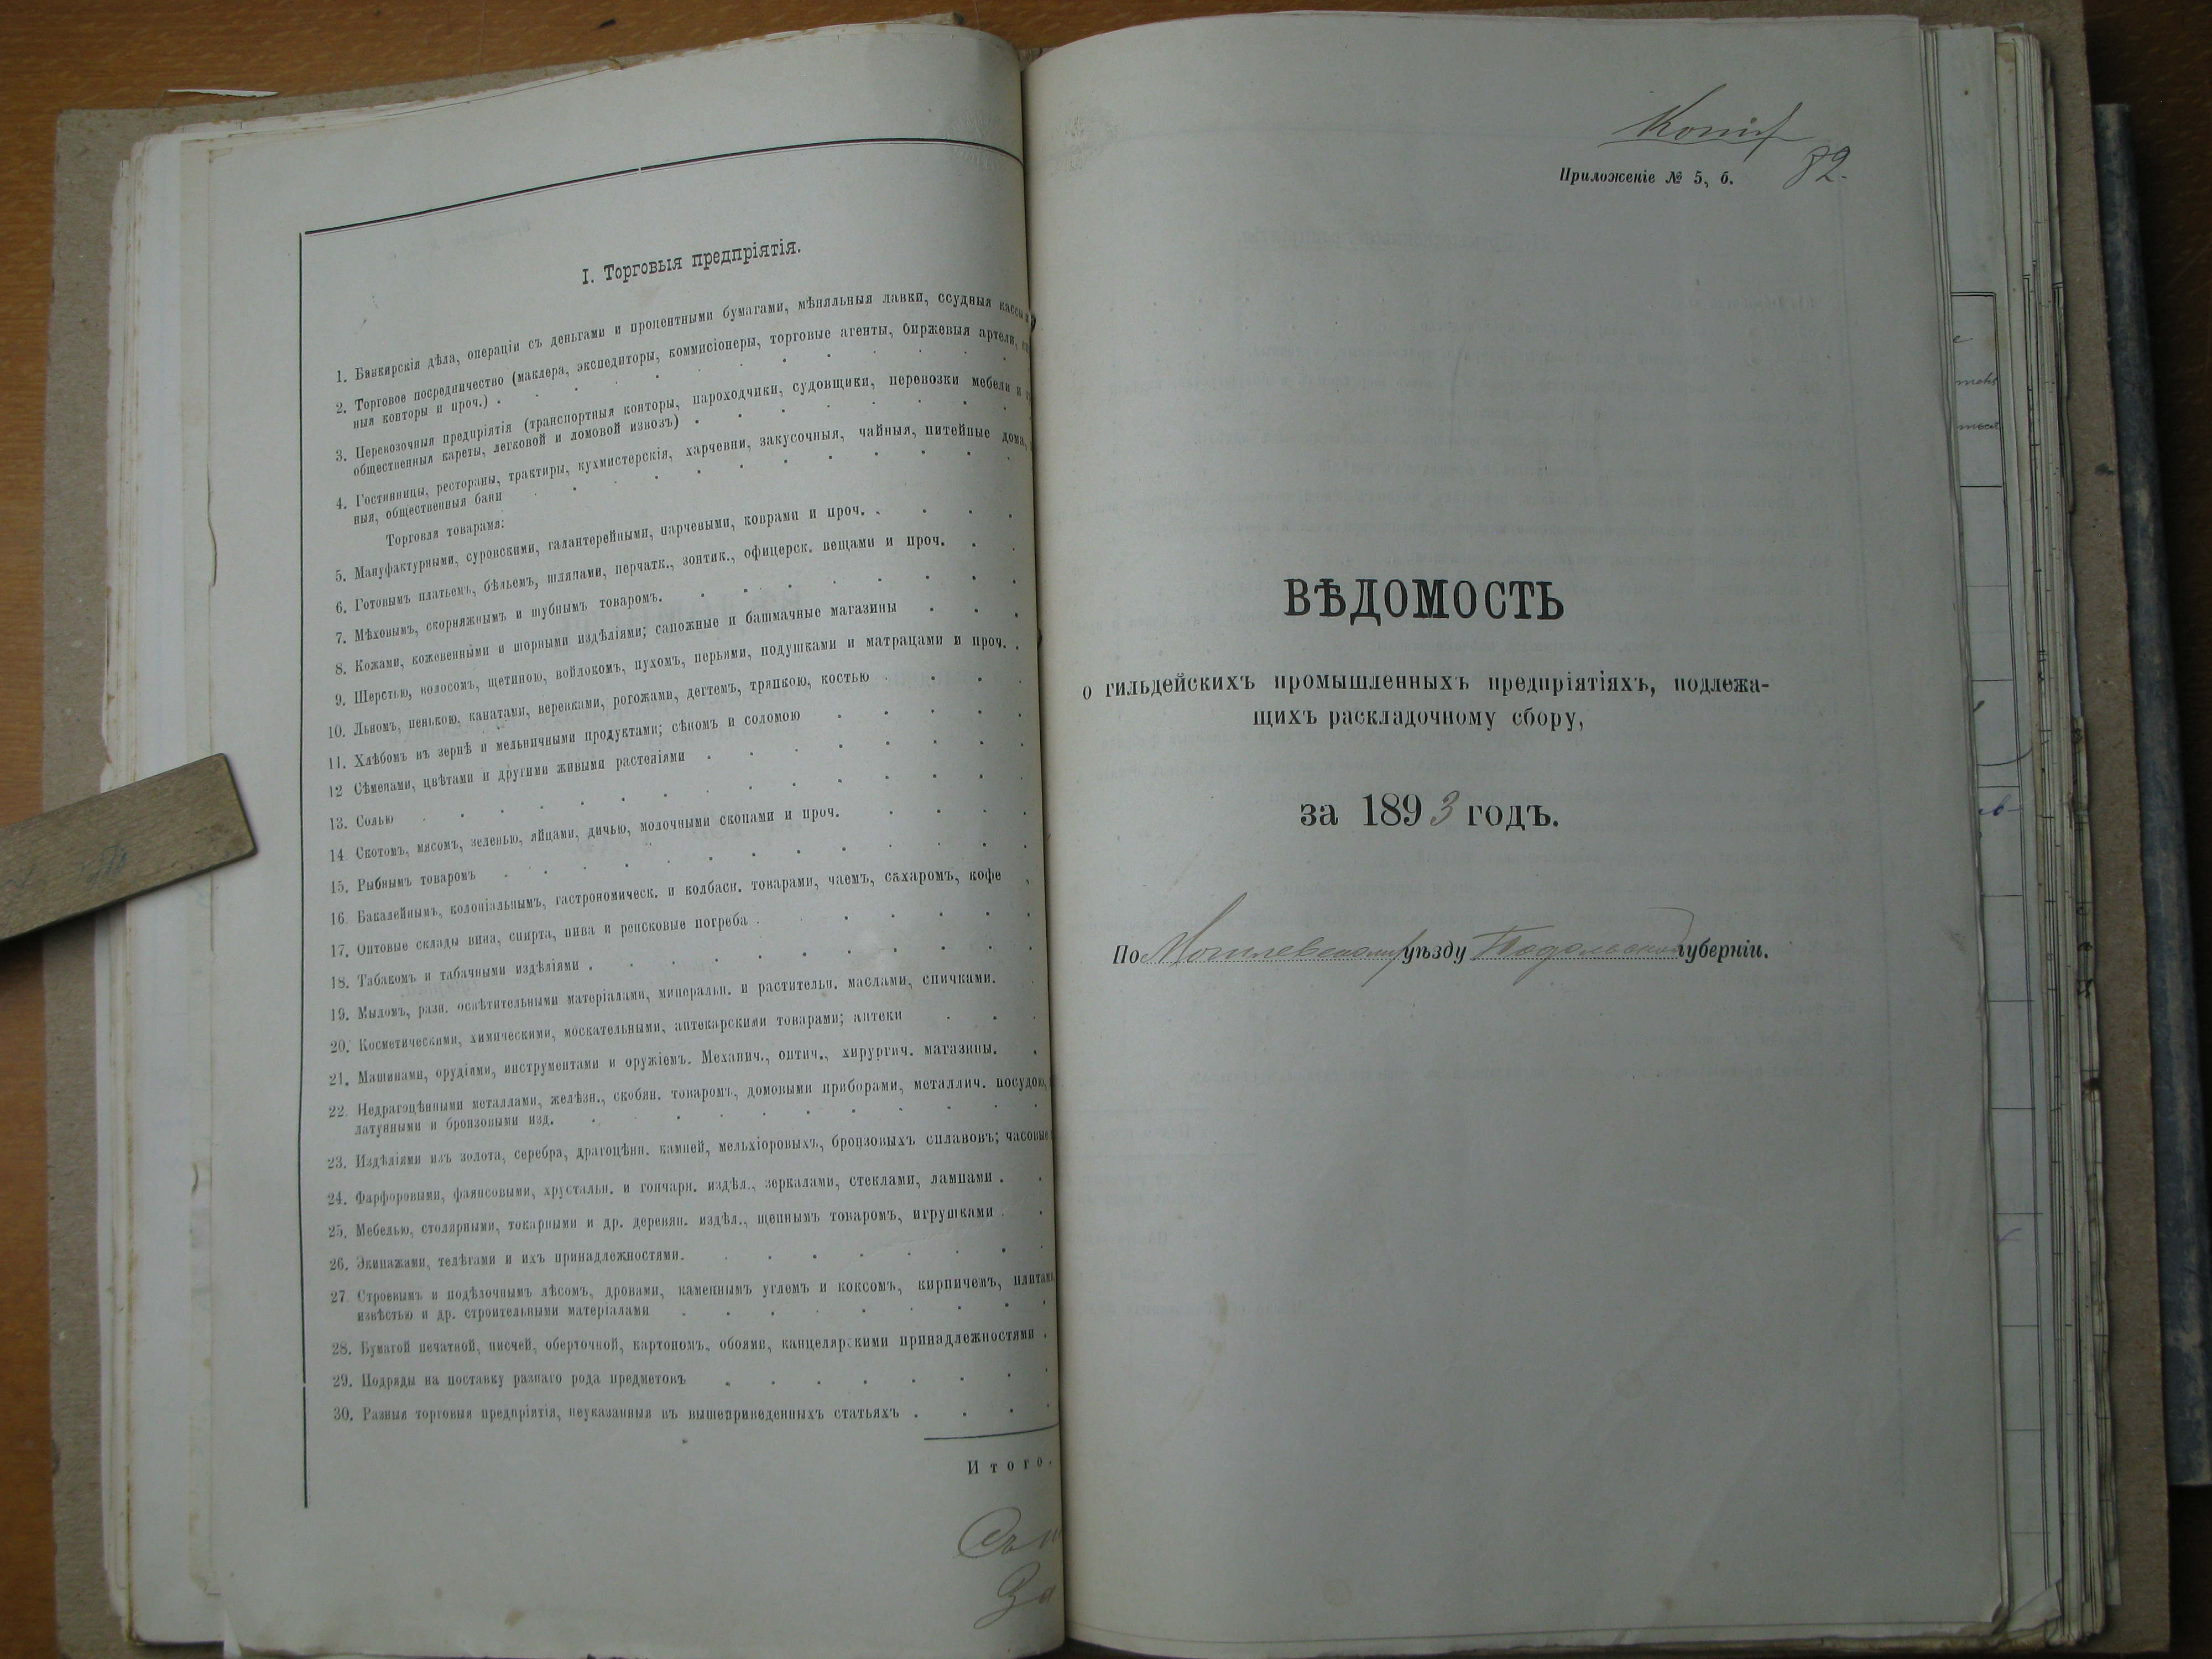 I. Торговыя предпріятія.
1. Банкирскія дѣла, операціи съ деньгами и процентными бумагами, мѣняльныя лавки, ссудныя кассы и
2. Торговое посредничество (маклера, экспедиторы, коммисіонеры, торговые агенты, биржевыя артели,
ныя конторы и проч.)
3. Перевозочныя предпріятія (транспортныя конторы, пароходчики, судовщики, перевозки мебели и
общественныя кареты, легковой и ломовой извозъ)
4. Гостинницы, рестораны, трактиры, кухмистерскія, харчевни, закусочныя, чайныя, питейные дома,
ныя, общественныя бани
Торговля товарами:
5. Мануфактурными, суровскими, галантерейными, парчевыми, коврами и проч.
6. Готовымъ платьемъ, бѣльемъ, шляпами, перчатк., зонтик., офицерск. вещами и проч.
7. Мѣховымъ, скорняжнымъ и шубнымъ товаромъ.
8. Кожами, кожевенными и шорными издѣліями; сапожные и башмачные магазины
9. Шерстью, волосомъ, щетиною, войлокомъ, пухомъ, перьями, подушками и матрацами и проч.
10. Льномъ, пенькою, канатами, веревками, рогожами, дегтемъ, тряпкою, костью
11. Хлѣбомъ въ зернѣ и мельничными продуктами; сѣномъ и соломою
12 Сѣменами, цвѣтами и другими живыми растеніями
13. Солью
14. Скотомъ, мясомъ, зеленью, яйцами, дичью, молочными скопами и проч.
15. Рыбнымъ товаромъ
16. Бакалейнымъ, колоніальнымъ, гастрономическ. и колбасн. товарами, чаемъ, сахаромъ, кофе
17. Оптовые склады вина, спирта, пива и ренсковые погреба
18. Табакомъ и табачными издѣліями
19. Мыломъ, разн. освѣтительными матеріалами, минеральн. и растительн. маслами, спичками.
20. Косметическими, химическими, москательными, аптекарскими товарами; аптеки
21. Машинами, орудіями, инструментами и оружіемъ. Механич., оптич., хирургич. магазины.
22. Недрагоцѣнными металлами, желѣзн., скобян. товаромъ, домовыми приборами, металлич. посудою,
латунными и бронзовыми изд.
23. Издѣліями изъ золота, серебра, драгоцѣнн. камней, мельхіоровыхъ, бронзовыхъ сплавовъ; часовые
24. Фарфоровыми, фаянсовыми, хрустальн. и гончарн. издѣл., зеркалами, стеклами, лампами
25. Мебелью, столярными, токарными и др. деревян. издѣл., щепнымъ товаромъ, игрушками
26. Экипажами, телѣгами и ихъ принадлежностями.
27. Строевымъ и подѣлочнымъ лѣсомъ, дровами, каменнымъ углемъ и коксомъ, кирпичемъ, плитами,
известью и др. строительными матеріалами
28. Бумагой печатной, писчей, оберточной, картономъ, обоями, канцелярскими принадлежностями
29. Подряды на поставку разнаго рода предметовъ
30. Разныя торговыя предпріятія, неуказанныя въ вышеприведенныхъ статьяхъ
Итого.
Копія
82.
Приложеніе № 5, б.
ВѢДОМОСТЬ
о гильдейскихъ промышленныхъ предпріятіяхъ, подлежа-
щихъ раскладочному сбору,
за 1893 годъ.
По Могилевскому уѣзду Подольской губерніи.